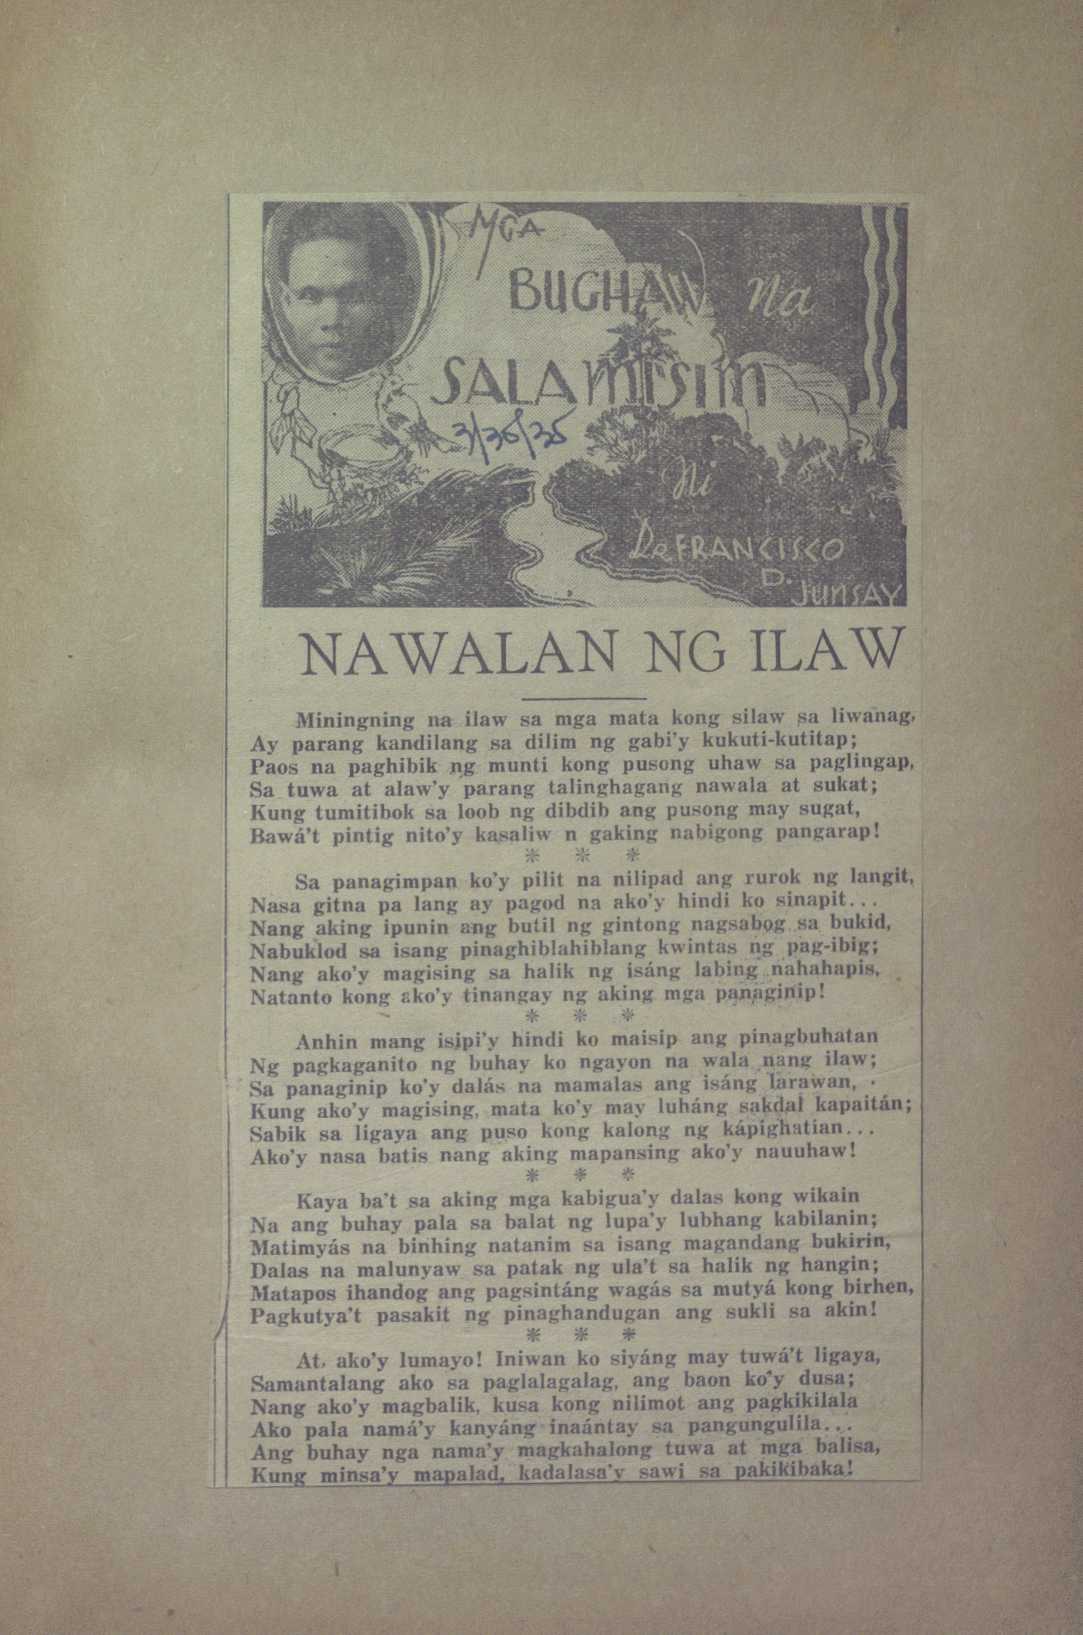 MGA
BUGHAW Na
SALAMISIM
3/30/35
Ni
De FRANCISCO
D. JUNSAY
NAWALAN NG ILAW
Miningning na ilaw sa mga mata kong silaw sa liwanag,
Ay parang kandilang sa dilim ng gabi'y kukuti-kutitap;
Paos na paghibik ng munti kong pusong uhaw sa paglingap,
Sa tuwa at alaw'y parang talinghagang nawala at sukat;
Kung tumitibok sa loob ng dibdib ang pusong may sugat,
Bawá't pintig nito'y kasaliw n gaking nabigong pangarap!
* * *
Sa panagimpan ko'y pilit na nilipad ang rurok ng langit,
Nasa gitna pa lang ay pagod na ako'y hindi ko sinapit...
Nang aking ipunin ang butil ng gintong nagsabog sa bukid,
Nabuklod sa isang pinaghiblahiblang kwintas ng pag-ibig;
Nang ako'y magising sa halik ng isáng labing nahahapis,
Natanto kong ako'y tinangay ng aking mga panaginip!
* * *
Anhin mang isipi'y hindi ko maisip ang pinagbuhatan
Ng pagkaganito ng buhay ko ngayon na wala nang ilaw;
Sa panaginip ko'y dalás na mamalas ang isáng larawan,
Kung ako'y magising, mata ko'y may luháng sakdal kapaitán;
Sabik sa ligaya ang puso kong kalong ng kápighatian...
Ako'y nasa batis nang aking mapansing ako'y nauuhaw!
* * *
Kaya ba't sa aking mga kabigua'y dalas kong wikain
Na ang buhay pala sa balat ng lupa'y lubhang kabilanin;
Matimyás na binhing natanim sa isang magandang bukirin,
Dalas na malunyaw sa patak ng ula't sa halik ng hangin;
Matapos ihandog ang pagsintáng wagás sa mutyá kong birhen,
Pagkutya't pasakit ng pinaghandugan ang sukli sa akin!
* * *
At, ako'y lumayo! Iniwan ko siyáng may tuwá't ligaya,
Samantalang ako sa paglalagalag, ang baon ko'y dusa;
Nang ako'y magbalik, kusa kong nilimot ang pagkikilala
Ako pala namá'y kanyáng inaántay sa pangungulila...
Ang buhay nga nama'y magkahalong tuwa at mga balisa,
Kung minsa'y mapalad, kadalasa'y sawi sa pakikibaka!